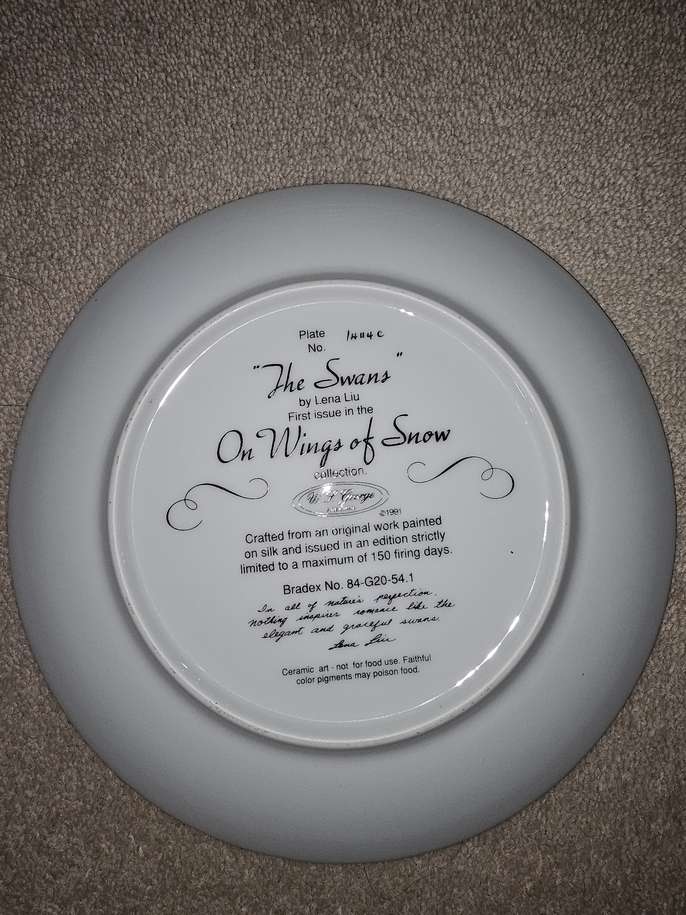 Plate
No.
"The Swans"
by Lena Liu
First issue in the
On Wings of Snow
collection.
W. S. George
©1991
Crafted from an original work painted
on silk and issued in an edition strictly
limited to a maximum of 150 firing days.
Bradex No. 84-G20-54.1
In all of nature's perfection,
nothing inspires romance like the
elegant and graceful swans.
Lena Liu
Ceramic art - not for food use. Faithful
color pigments may poison food.